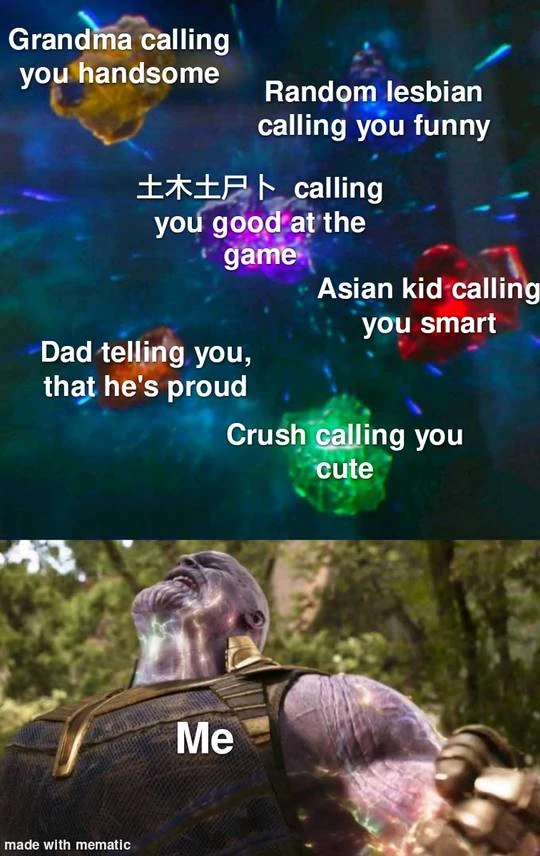 Grandma calling
you handsome
Random lesbian
calling you funny
土木土尸卜 calling
you good at the
game
Asian kid calling
you smart
Dad telling you,
that he's proud
Crush calling you
cute
Me
made with mematic